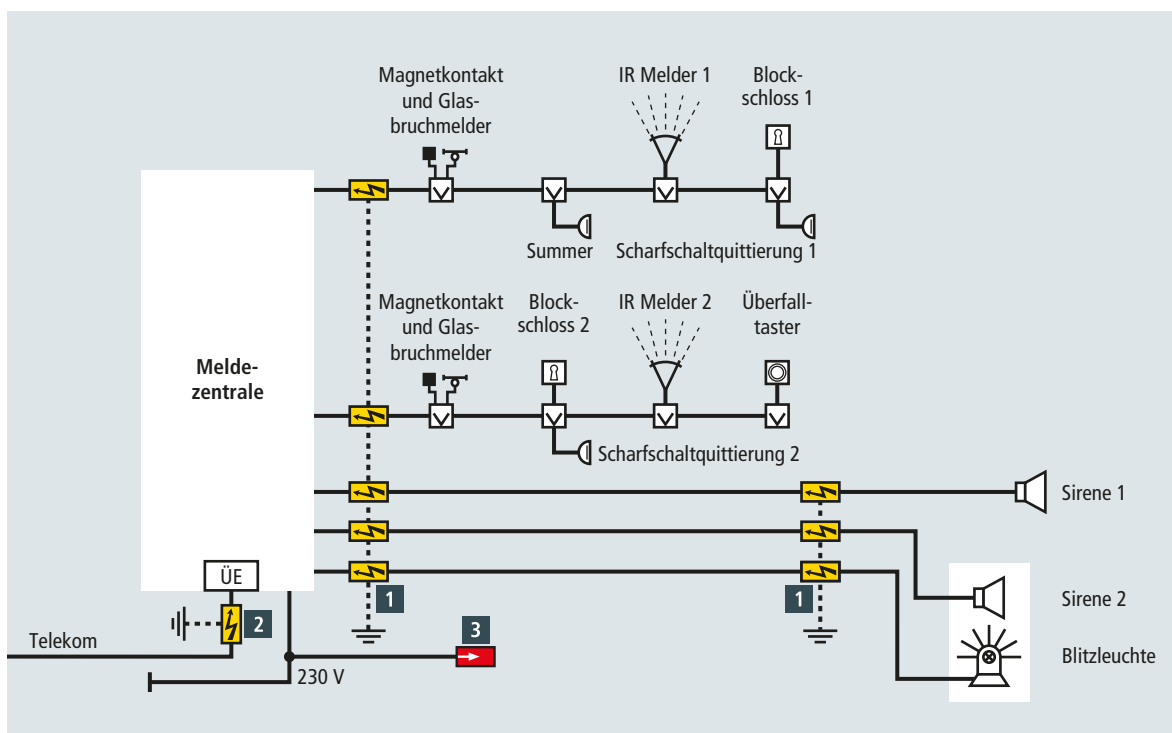 Magnetkontakt
und Glas-
bruchmelder
IR Melder 1
Block-
schloss 1
Summer
Scharfschaltquittierung 1
Magnetkontakt
und Glas-
bruchmelder
Block-
schloss 2
IR Melder 2
Überfall-
taster
Melde-
zentrale
Scharfschaltquittierung 2
Sirene 1
ÜE
1
1
2
3
Sirene 2
Telekom
230 V
Blitzleuchte